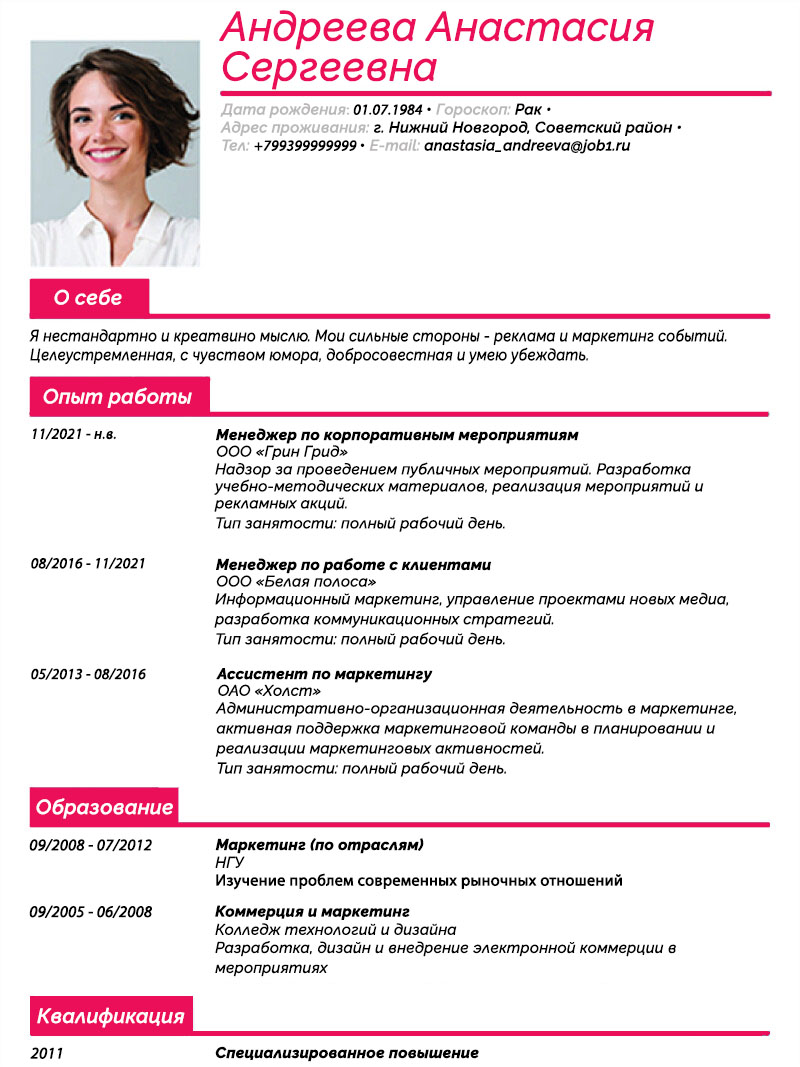 Андреева Анастасия
Сергеевна
Дата рождения: 01.07.1984 • Гороскоп: Рак •
Адрес проживания: г. Нижний Новгород, Советский район •
Тел: +799399999999 • E-mail: anastasia_andreeva@job1.ru
О себе
Я нестандартно и креатвино мыслю. Мои сильные стороны - реклама и маркетинг событий.
Целеустремленная, с чувством юмора, добросовестная и умею убеждать.
Опыт работы
11/2021 - н.в.
Менеджер по корпоративным мероприятиям
ООО «Грин Грид»
Надзор за проведением публичных мероприятий. Разработка
учебно-методических материалов, реализация мероприятий и
рекламных акций.
Тип занятости: полный рабочий день.
08/2016 - 11/2021
Менеджер по работе с клиентами
ООО «Белая полоса»
Информационный маркетинг, управление проектами новых медиа,
разработка коммуникационных стратегий.
Тип занятости: полный рабочий день.
05/2013 - 08/2016
Ассистент по маркетингу
ОАО «Холст»
Административно-организационная деятельность в маркетинге,
активная поддержка маркетинговой команды в планировании и
реализации маркетинговых активностей.
Тип занятости: полный рабочий день.
Образование
09/2008 - 07/2012
Маркетинг (по отраслям)
НГУ
Изучение проблем современных рыночных отношений
09/2005 - 06/2008
Коммерция и маркетинг
Колледж технологий и дизайна
Разработка, дизайн и внедрение электронной коммерции в
мероприятиях
Квалификация
2011
Специализированное повышение